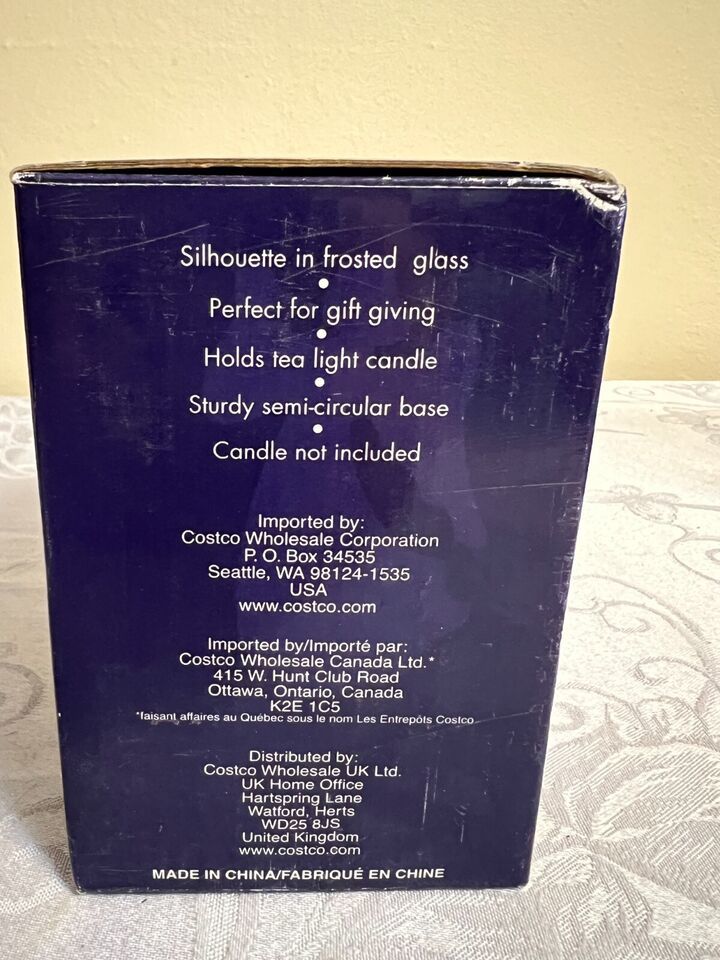 Silhouette in frosted glass
•
Perfect for gift giving
•
Holds tea light candle
•
Sturdy semi-circular base
•
Candle not included
Imported by:
Costco Wholesale Corporation
P. O. Box 34535
Seattle, WA 98124-1535
USA
www.costco.com
Imported by/Importé par:
Costco Wholesale Canada Ltd.*
415 W. Hunt Club Road
Ottawa, Ontario, Canada
K2E 1C5
*faisant affaires au Québec sous le nom Les Entrepôts Costco
Distributed by:
Costco Wholesale UK Ltd.
UK Home Office
Hartspring Lane
Watford, Herts
WD25 8JS
United Kingdom
www.costco.com
MADE IN CHINA/FABRIQUÉ EN CHINE